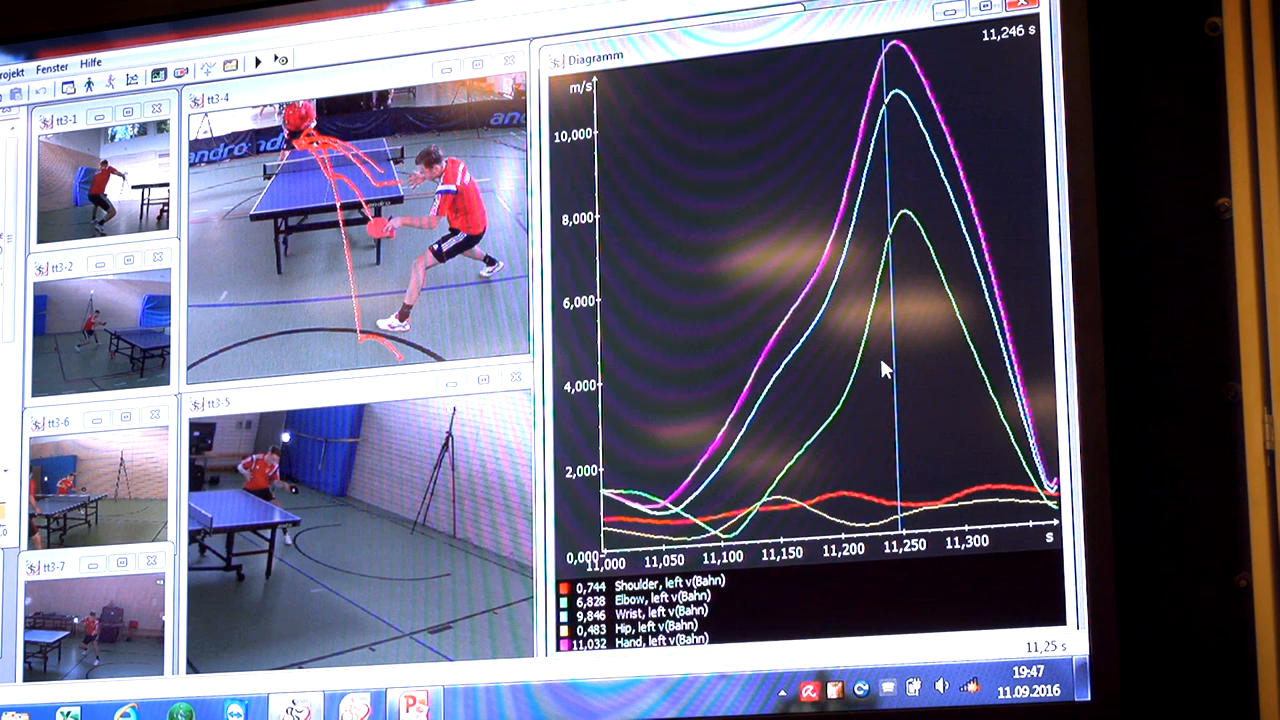 rojekt Fenster Hilfe
tt3-1
tt3-2
tt3-6
tt3-7
tt3-4
andro
andro
an
tt3-5
Diagramm
11,246 s
m/s
10,000
8,000
6,000
4,000
2,000
0,000
11,000 11,050 11,100 11,150 11,200 11,250 11,300 s
0,744 Shoulder, left v(Bahn)
6,828 Elbow, left v(Bahn)
9,846 Wrist, left v(Bahn)
0,483 Hip, left v(Bahn)
11,032 Hand, left v(Bahn)
11,25 s
19:47
11.09.2016